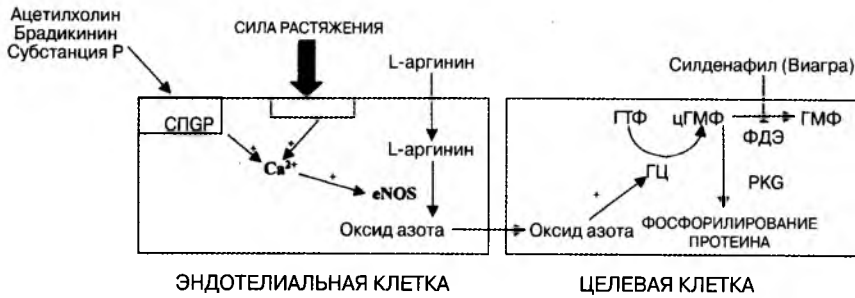 Ацетилхолин
Брадикинин
Субстанция Р
СИЛА РАСТЯЖЕНИЯ
L-аргинин
Силденафил (Виагра)
СПGP
+
+
Ca2+
+
eNOS
L-аргинин
Оксид азота
ГТФ
цГМФ
ГМФ
ФДЭ
ГЦ
+
PKG
Оксид азота
ФОСФОРИЛИРОВАНИЕ
ПРОТЕИНА
ЭНДОТЕЛИАЛЬНАЯ КЛЕТКА
ЦЕЛЕВАЯ КЛЕТКА